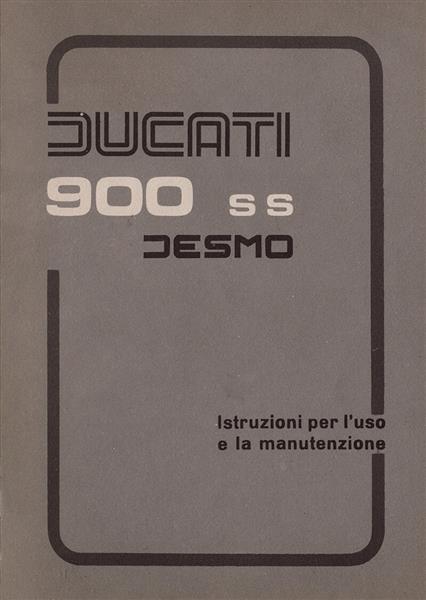 DUCATI
900 SS
DESMO
Istruzioni per l'uso
e la manutenzione